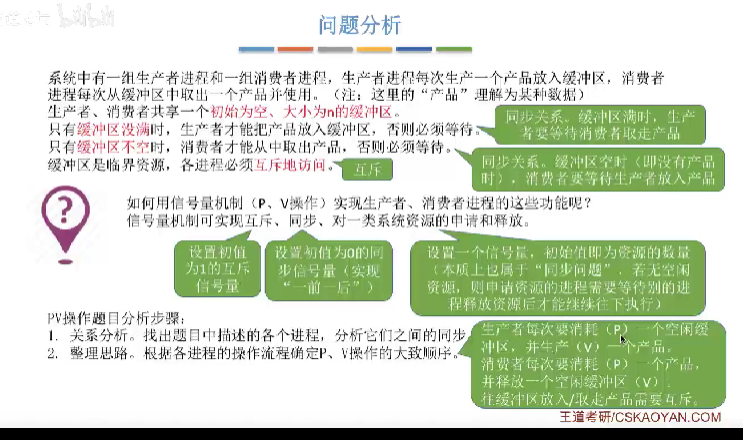 问题分析
系统中有一组生产者进程和一组消费者进程，生产者进程每次生产一个产品放入缓冲区，消费者
进程每次从缓冲区中取出一个产品并使用。（注：这里的“产品”理解为某种数据）
生产者、消费者共享一个初始为空、大小为n的缓冲区。
只有缓冲区没满时，生产者才能把产品放入缓冲区，否则必须等待。
同步关系。缓冲区满时，生产
者要等待消费者取走产品
只有缓冲区不空时，消费者才能从中取出产品，否则必须等待。
缓冲区是临界资源，各进程必须互斥地访问。
互斥
同步关系。缓冲区空时（即没有产品
时），消费者要等待生产者放入产品
?
如何用信号量机制（P、V操作）实现生产者、消费者进程的这些功能呢？
信号量机制可实现互斥、同步、对一类系统资源的申请和释放。
设置初值
为1的互斥
信号量
设置初值为0的同
步信号量（实现
“一前一后”）
设置一个信号量，初始值即为资源的数量
（本质上也属于“同步问题”，若无空闲
资源，则申请资源的进程需要等待别的进
程释放资源后才能继续往下执行）
PV操作题目分析步骤：
1. 关系分析。找出题目中描述的各个进程，分析它们之间的同步
2. 整理思路。根据各进程的操作流程确定P、V操作的大致顺序。
生产者每次要消耗（P）一个空闲缓
冲区，并生产（V）一个产品。
消费者每次要消耗（P）一个产品，
并释放一个空闲缓冲区（V）。
往缓冲区放入/取走产品需要互斥。
王道考研/CSKAOYAN.COM